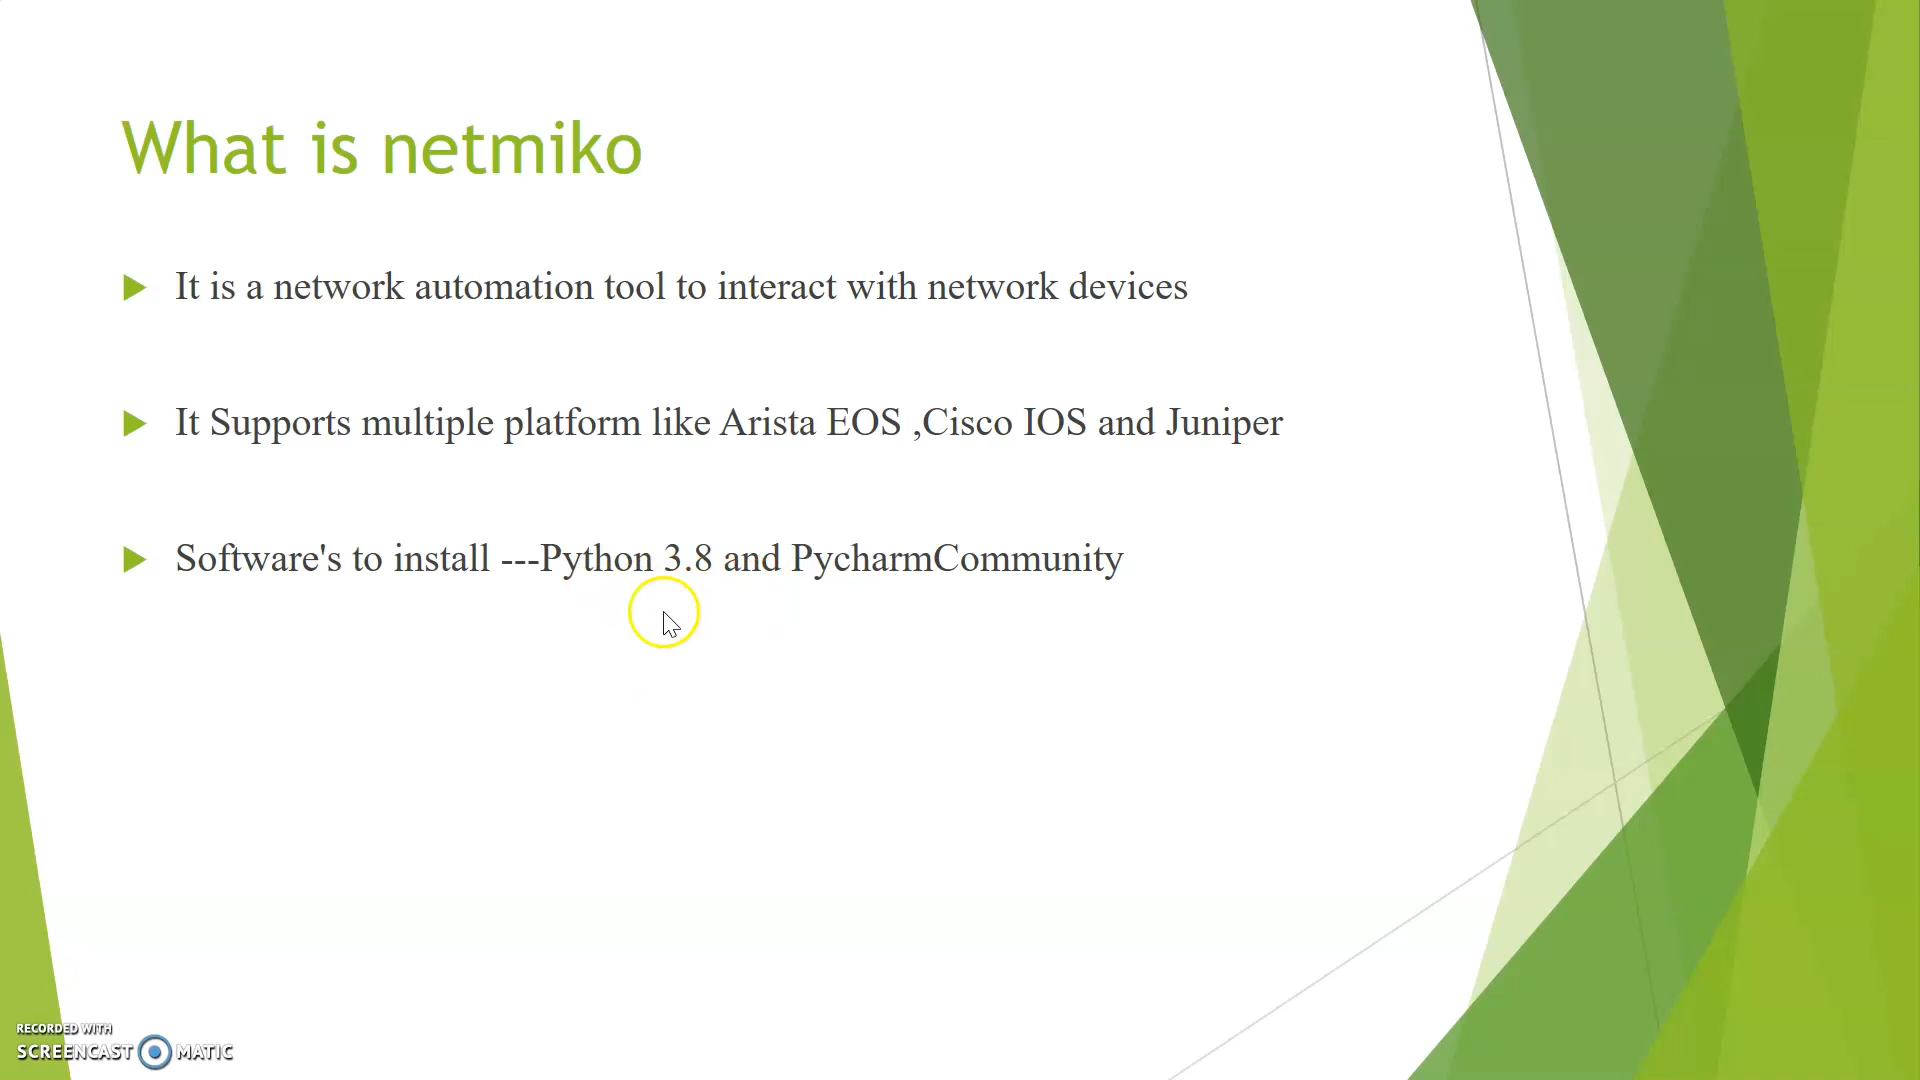 What is netmiko
It is a network automation tool to interact with network devices
It Supports multiple platform like Arista EOS ,Cisco IOS and Juniper
Software's to install ---Python 3.8 and PycharmCommunity
RECORDED WITH
SCREENCAST MATIC